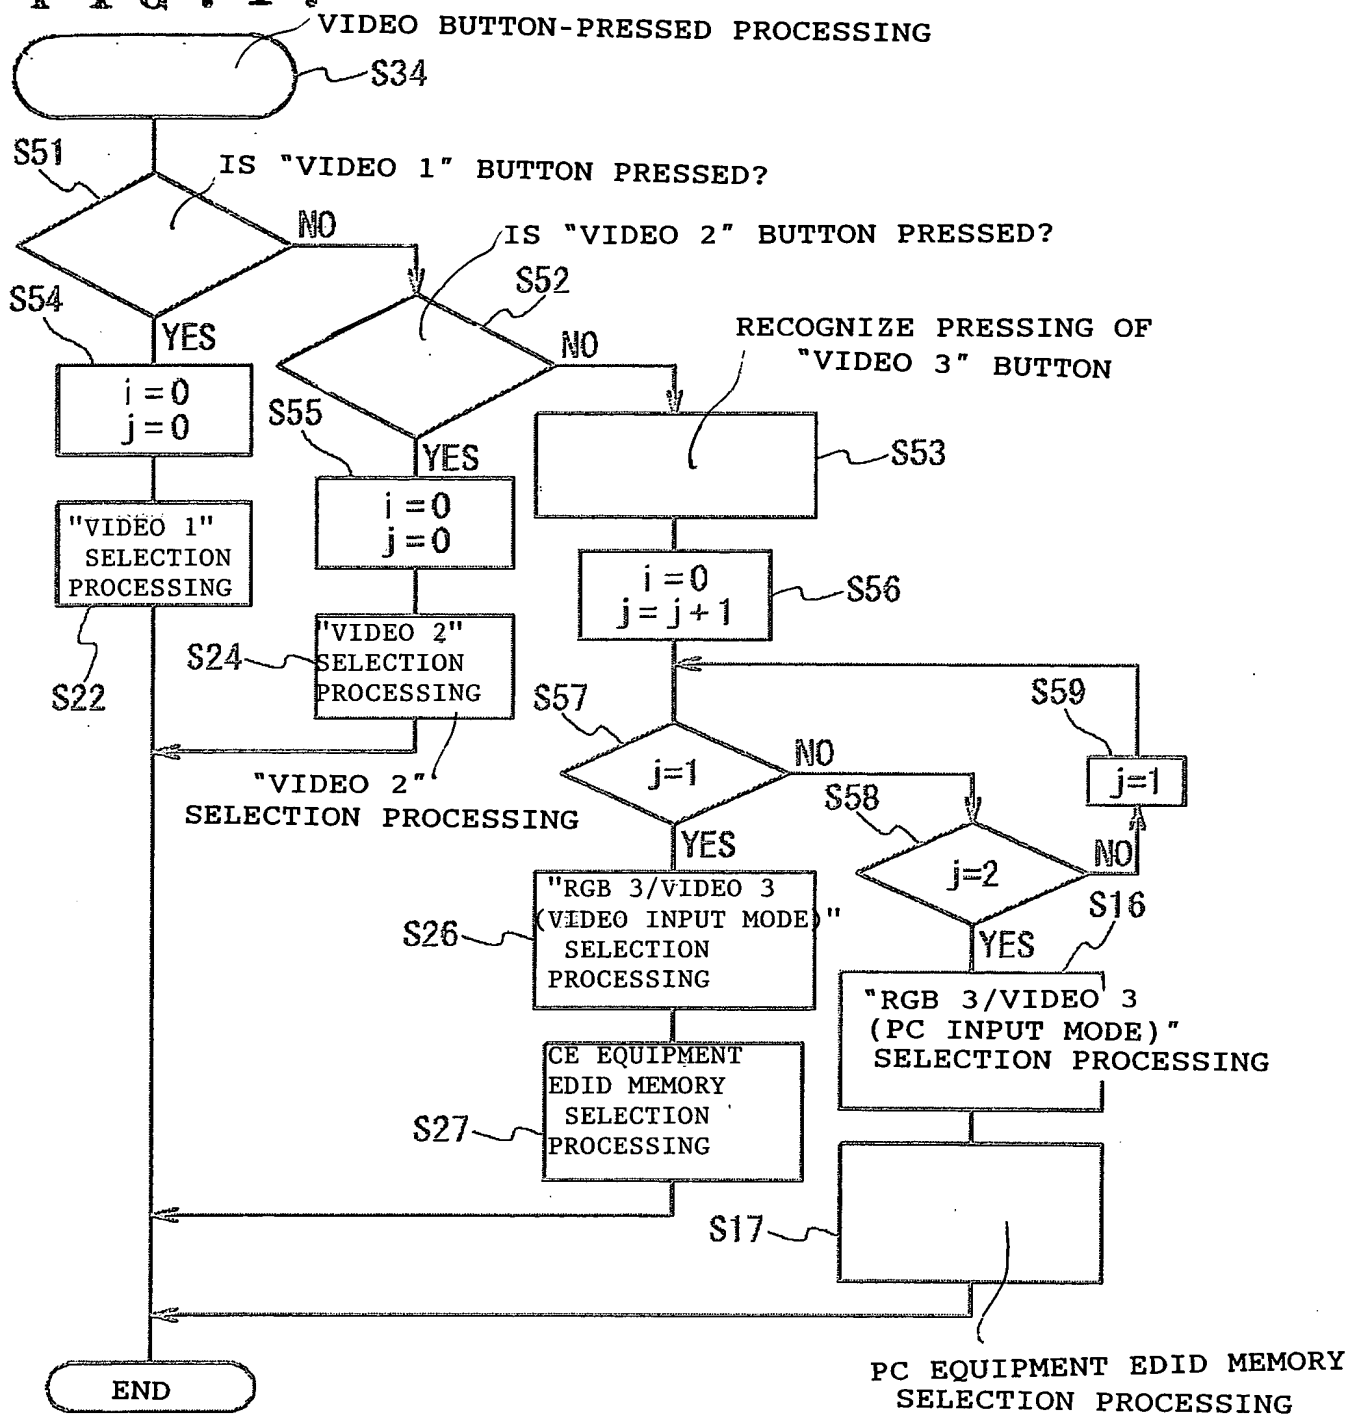 VIDEO BUTTON-PRESSED PROCESSING
S34
S51
IS "VIDEO 1" BUTTON PRESSED?
NO
IS "VIDEO 2" BUTTON PRESSED?
S52
S54
YES
NO
RECOGNIZE PRESSING OF
"VIDEO 3" BUTTON
i=0
j=0
S55
YES
S53
i=0
j=0
"VIDEO 1"
SELECTION
PROCESSING
S22
i=0
j=j+1
S56
S24
"VIDEO 2"
SELECTION
PROCESSING
"VIDEO 2"
SELECTION PROCESSING
S57
j=1
NO
S59
j=1
S58
YES
j=2
NO
S26
"RGB 3/VIDEO 3
(VIDEO INPUT MODE)"
SELECTION
PROCESSING
YES
S16
"RGB 3/VIDEO 3
(PC INPUT MODE)"
SELECTION PROCESSING
S27
CE EQUIPMENT
EDID MEMORY
SELECTION
PROCESSING
S17
PC EQUIPMENT EDID MEMORY
SELECTION PROCESSING
END